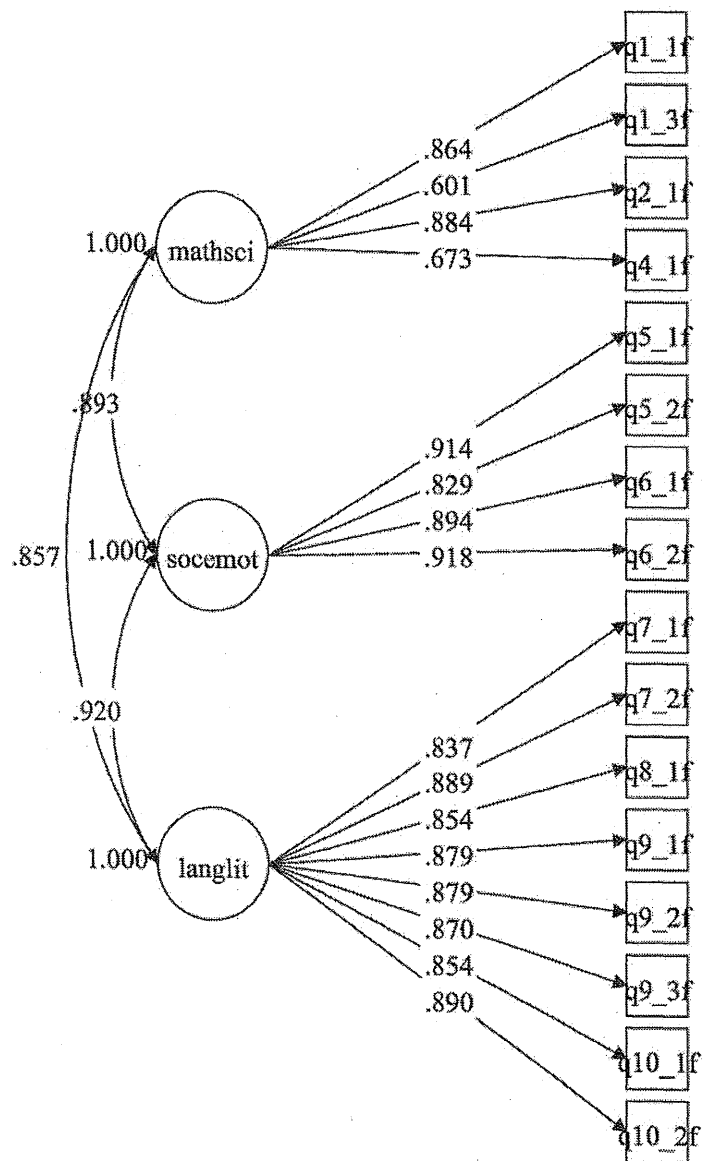 q1_1f
q1_3f
.864
.601
q2_1f
.884
1.000
mathsci
.673
q4_1f
q5_1f
.893
q5_2f
.914
.829
q6_1f
.894
.857
1.000
socemot
.918
q6_2f
q7_1f
.920
q7_2f
.837
.889
q8_1f
.854
.879
q9_1f
1.000
langlit
.879
q9_2f
.870
.854
q9_3f
.890
q10_1f
q10_2f